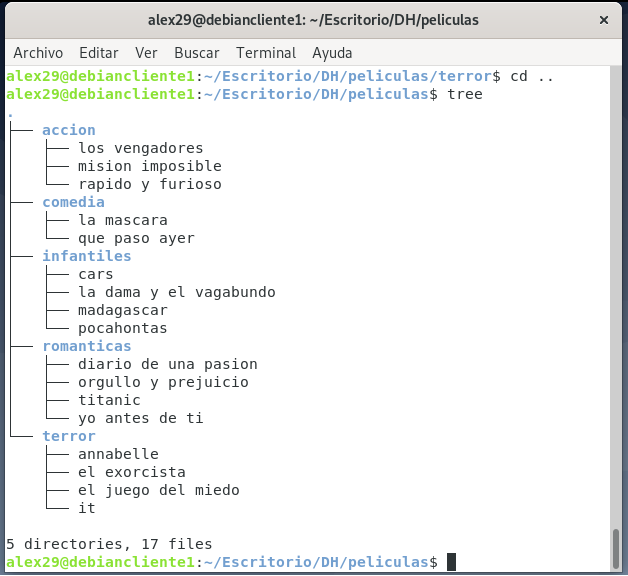 alex29@debiancliente1: ~/Escritorio/DH/peliculas ×
Archivo Editar Ver Buscar Terminal Ayuda
alex29@debiancliente1:~/Escritorio/DH/peliculas/terror$ cd ..
alex29@debiancliente1:~/Escritorio/DH/peliculas$ tree
.
├── accion
│   ├── los vengadores
│   ├── mision imposible
│   └── rapido y furioso
├── comedia
│   ├── la mascara
│   └── que paso ayer
├── infantiles
│   ├── cars
│   ├── la dama y el vagabundo
│   ├── madagascar
│   └── pocahontas
├── romanticas
│   ├── diario de una pasion
│   ├── orgullo y prejuicio
│   ├── titanic
│   └── yo antes de ti
└── terror
    ├── annabelle
    ├── el exorcista
    ├── el juego del miedo
    └── it
5 directories, 17 files
alex29@debiancliente1:~/Escritorio/DH/peliculas$